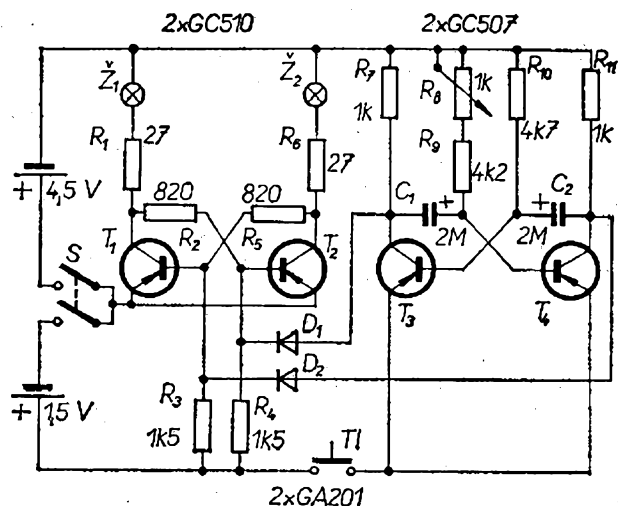 2xGC510
2xGC507
Ž1
Ž2
R7
1k
R8
1k
R10
4k7
R11
1k
R1
27
R6
27
R9
4k2
+ 4,5 V
820
820
R2
R5
C1
+
2M
+
C2
2M
T1
T2
T3
T4
S
D1
D2
+ 1,5 V
R3
1k5
R4
1k5
Tl
2xGA201